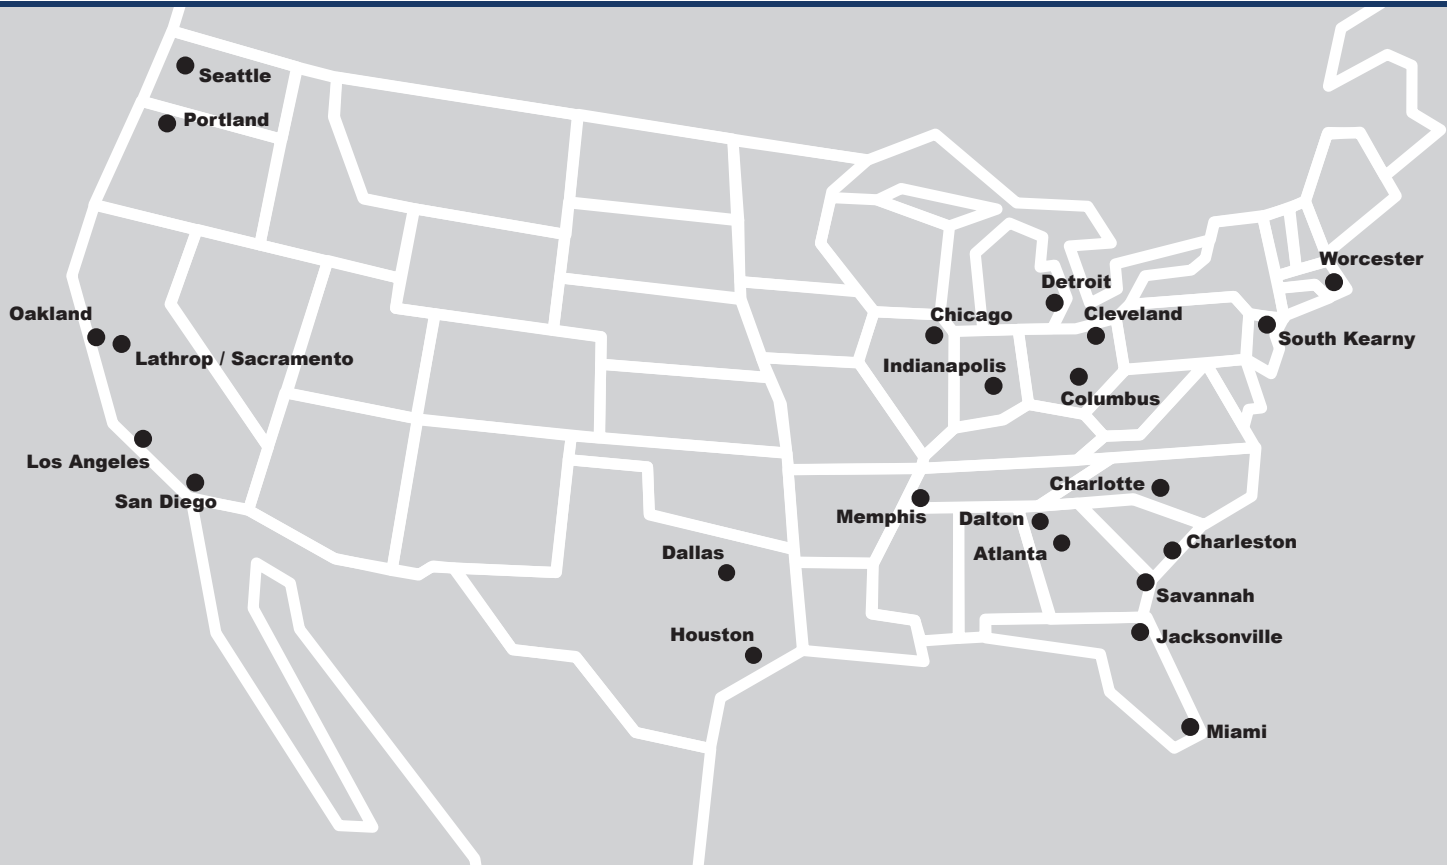 Seattle
Portland
Worcester
Detroit
Oakland
Chicago
Cleveland
South Kearny
Lathrop / Sacramento
Indianapolis
Columbus
Los Angeles
Charlotte
San Diego
Memphis
Dalton
Charleston
Dallas
Atlanta
Savannah
Houston
Jacksonville
Miami